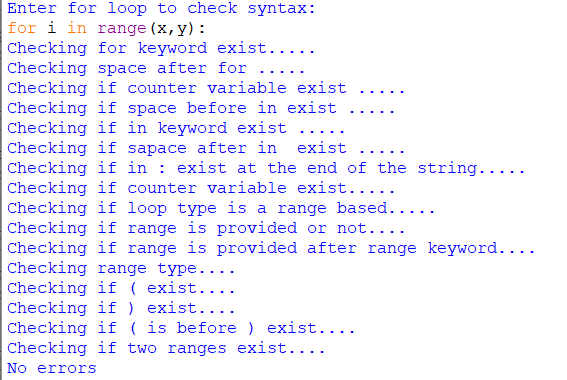 Enter for loop to check syntax:
for i in range(x,y):
Checking for keyword exist.....
Checking space after for .....
Checking if counter variable exist .....
Checking if space before in exist .....
Checking if in keyword exist .....
Checking if sapace after in  exist .....
Checking if in : exist at the end of the string.....
Checking if counter variable exist.....
Checking if loop type is a range based.....
Checking if range is provided or not....
Checking if range is provided after range keyword....
Checking range type....
Checking if ( exist....
Checking if ) exist....
Checking if ( is before ) exist....
Checking if two ranges exist....
No errors